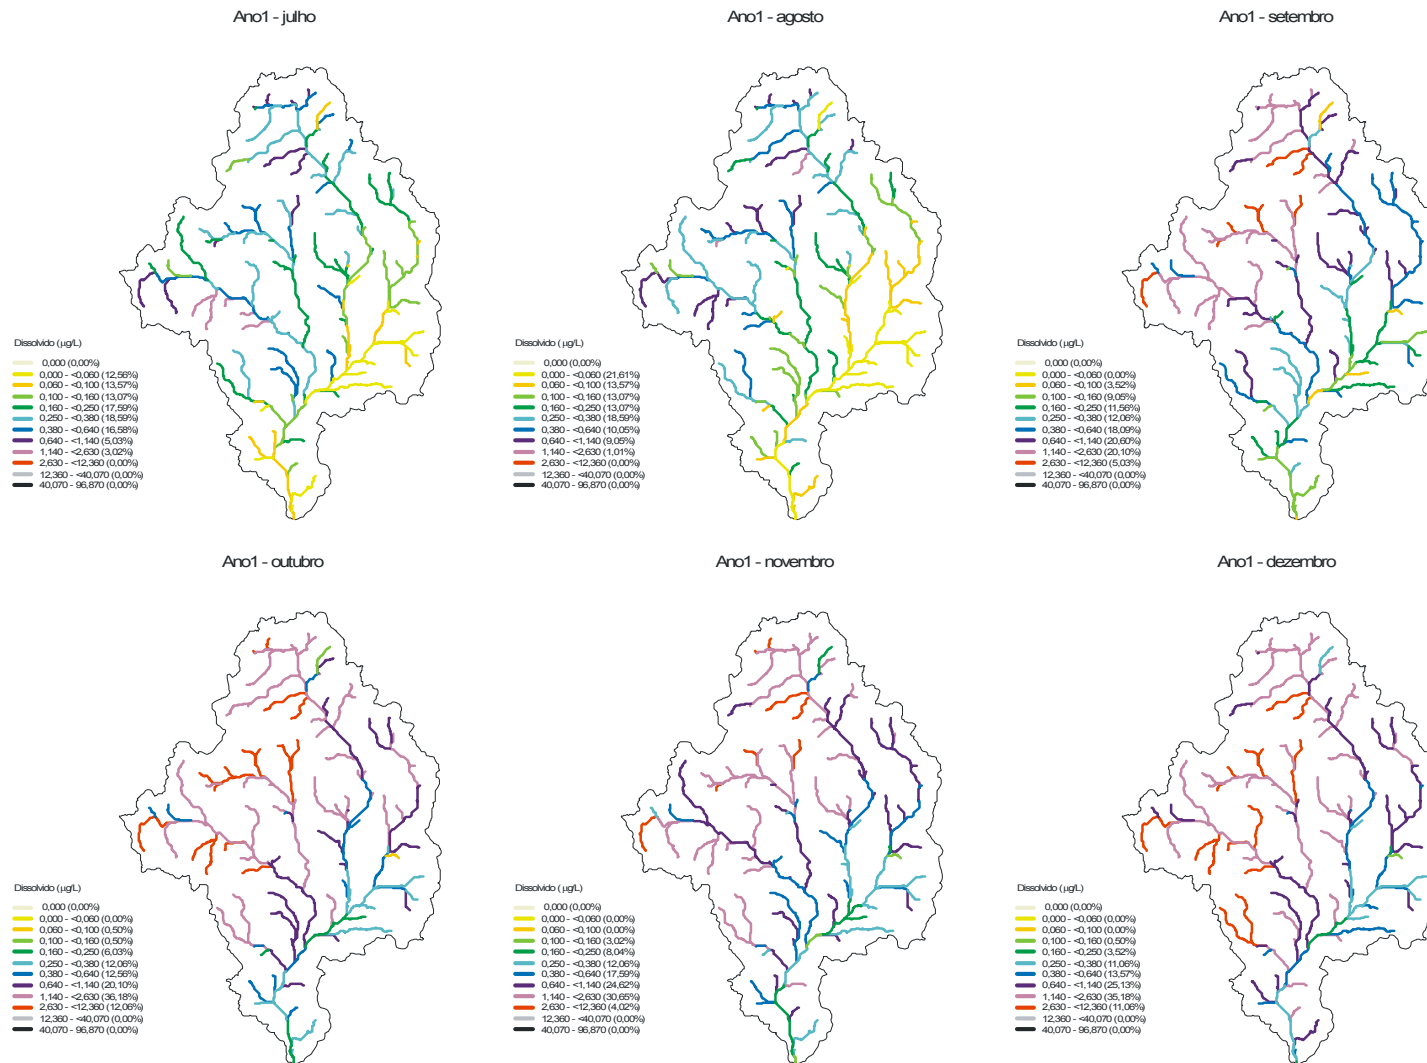 Ano1 - julho
Ano1 - agosto
Ano1 - setembro
Dissolvido (µg/L)
0,000 (0,00%)
0,000 - <0,060 (12,56%)
0,060 - <0,100 (13,57%)
0,100 - <0,160 (13,07%)
0,160 - <0,250 (17,59%)
0,250 - <0,380 (18,59%)
0,380 - <0,640 (16,58%)
0,640 - <1,140 (5,03%)
1,140 - <2,630 (3,02%)
2,630 - <12,360 (0,00%)
12,360 - <40,070 (0,00%)
40,070 - 96,870 (0,00%)
Dissolvido (µg/L)
0,000 (0,00%)
0,000 - <0,060 (21,61%)
0,060 - <0,100 (13,57%)
0,100 - <0,160 (13,07%)
0,160 - <0,250 (13,07%)
0,250 - <0,380 (18,59%)
0,380 - <0,640 (10,05%)
0,640 - <1,140 (9,05%)
1,140 - <2,630 (1,01%)
2,630 - <12,360 (0,00%)
12,360 - <40,070 (0,00%)
40,070 - 96,870 (0,00%)
Dissolvido (µg/L)
0,000 (0,00%)
0,000 - <0,060 (0,00%)
0,060 - <0,100 (3,52%)
0,100 - <0,160 (9,05%)
0,160 - <0,250 (11,56%)
0,250 - <0,380 (12,06%)
0,380 - <0,640 (18,09%)
0,640 - <1,140 (20,60%)
1,140 - <2,630 (20,10%)
2,630 - <12,360 (5,03%)
12,360 - <40,070 (0,00%)
40,070 - 96,870 (0,00%)
Ano1 - outubro
Ano1 - novembro
Ano1 - dezembro
Dissolvido (µg/L)
0,000 (0,00%)
0,000 - <0,060 (0,00%)
0,060 - <0,100 (0,50%)
0,100 - <0,160 (0,50%)
0,160 - <0,250 (6,03%)
0,250 - <0,380 (12,06%)
0,380 - <0,640 (12,56%)
0,640 - <1,140 (20,10%)
1,140 - <2,630 (36,18%)
2,630 - <12,360 (12,06%)
12,360 - <40,070 (0,00%)
40,070 - 96,870 (0,00%)
Dissolvido (µg/L)
0,000 (0,00%)
0,000 - <0,060 (0,00%)
0,060 - <0,100 (0,00%)
0,100 - <0,160 (3,02%)
0,160 - <0,250 (8,04%)
0,250 - <0,380 (12,06%)
0,380 - <0,640 (17,59%)
0,640 - <1,140 (24,62%)
1,140 - <2,630 (30,65%)
2,630 - <12,360 (4,02%)
12,360 - <40,070 (0,00%)
40,070 - 96,870 (0,00%)
Dissolvido (µg/L)
0,000 (0,00%)
0,000 - <0,060 (0,00%)
0,060 - <0,100 (0,00%)
0,100 - <0,160 (0,50%)
0,160 - <0,250 (3,52%)
0,250 - <0,380 (11,06%)
0,380 - <0,640 (13,57%)
0,640 - <1,140 (25,13%)
1,140 - <2,630 (35,18%)
2,630 - <12,360 (11,06%)
12,360 - <40,070 (0,00%)
40,070 - 96,870 (0,00%)